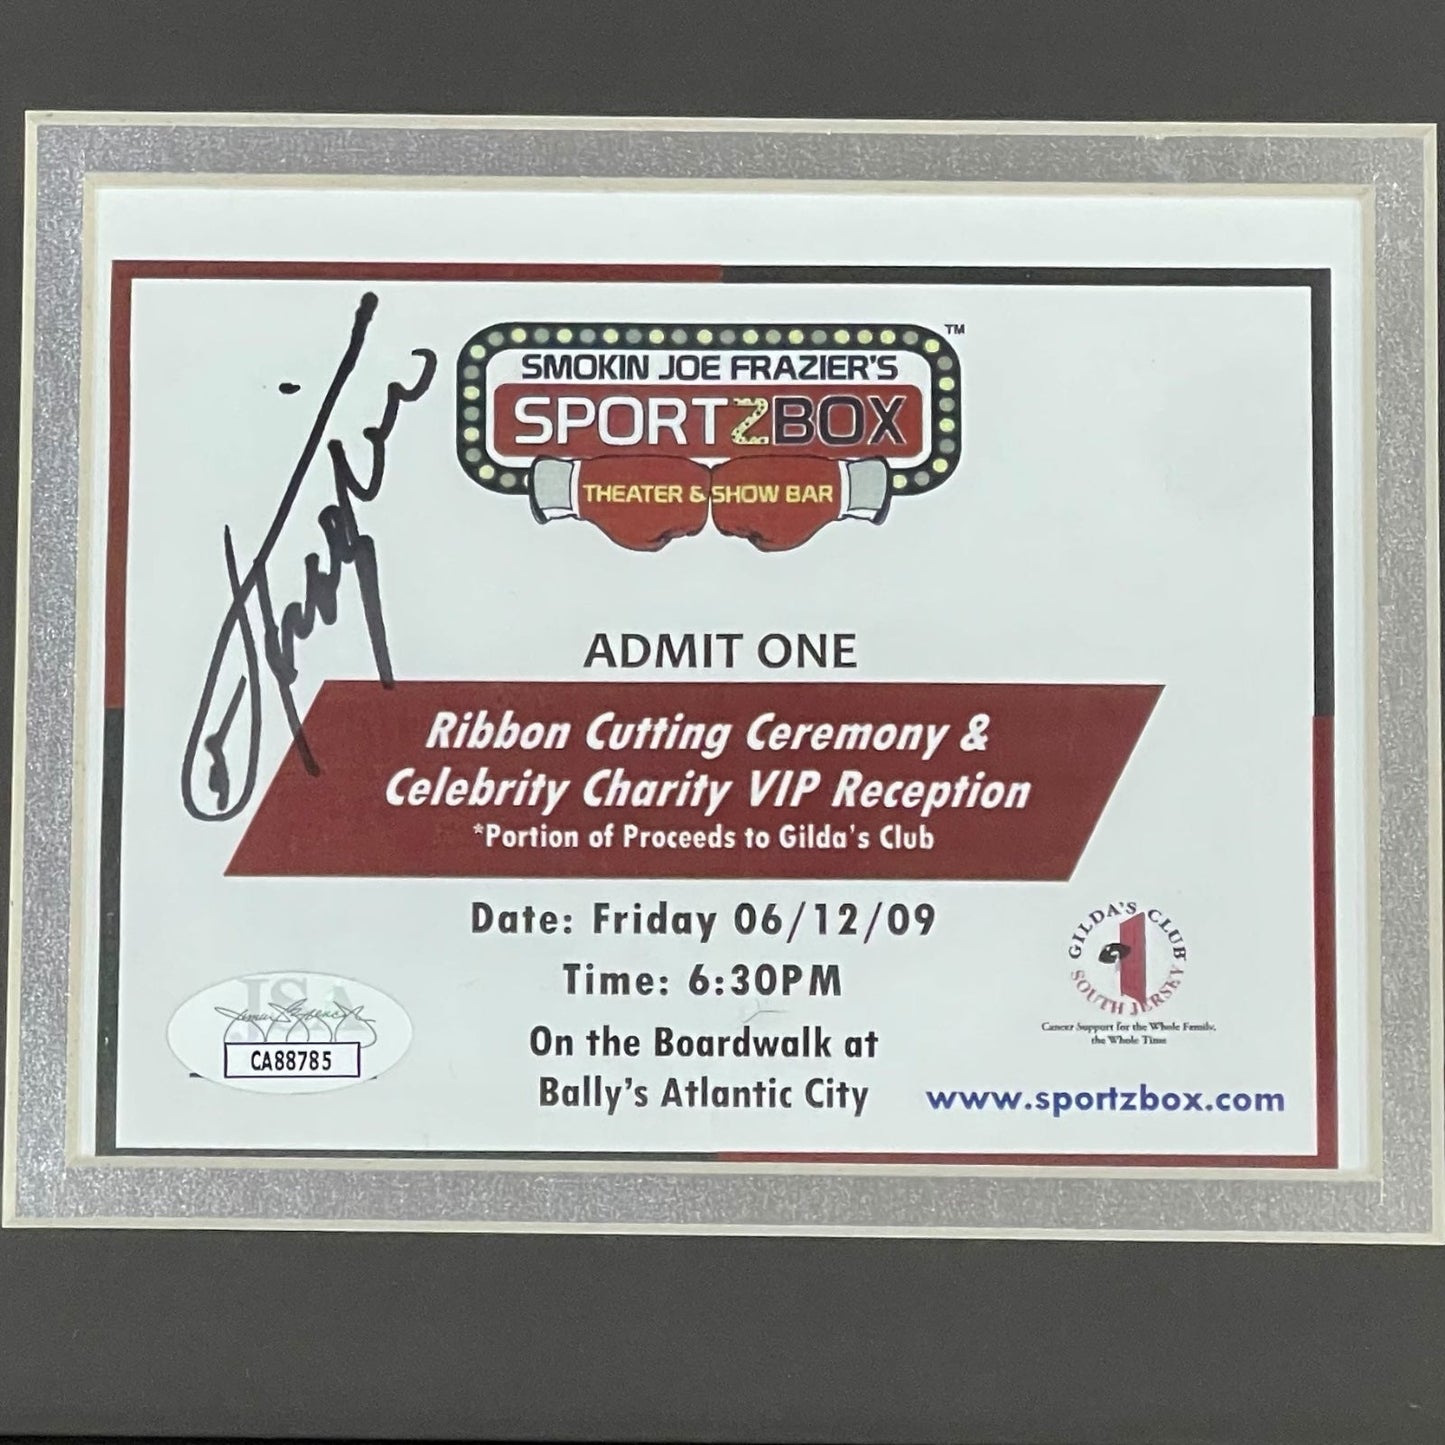 SMOKIN JOE FRAZIER'S
SPORTZBOX
TM
THEATER & SHOW BAR
ADMIT ONE
Ribbon Cutting Ceremony &
Celebrity Charity VIP Reception
*Portion of Proceeds to Gilda's Club
Date: Friday 06/12/09
Time: 6:30PM
On the Boardwalk at
Bally's Atlantic City
JSA
CA88785
GILDA'S CLUB
SOUTH JERSEY
Cancer Support for the Whole Family,
the Whole Time
www.sportzbox.com